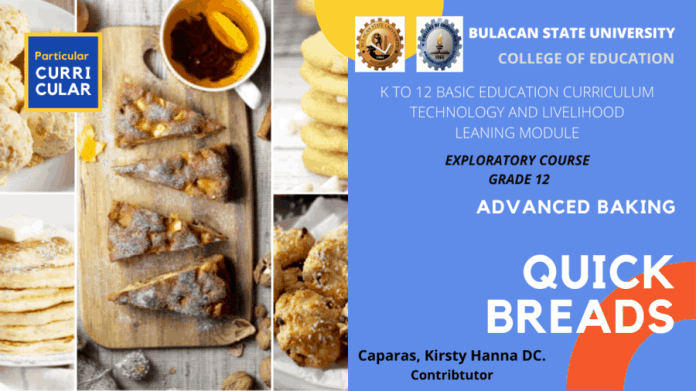 Particular
CURRI
CULAR
BULACAN STATE UNIVERSITY
COLLEGE OF EDUCATION
K TO 12 BASIC EDUCATION CURRICULUM
TECHNOLOGY AND LIVELIHOOD
LEANING MODULE
EXPLORATORY COURSE
GRADE 12
ADVANCED BAKING
QUICK
BREADS
Caparas, Kirsty Hanna DC.
Contribtutor